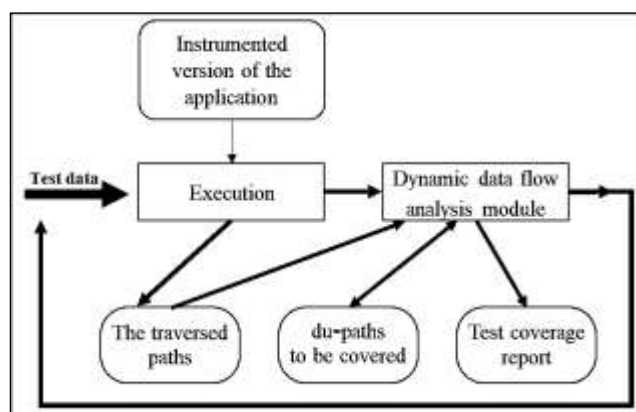 Instrumented
version of the
application
Test data
Execution
Dynamic data flow
analysis module
The traversed
paths
du-paths
to be covered
Test coverage
report